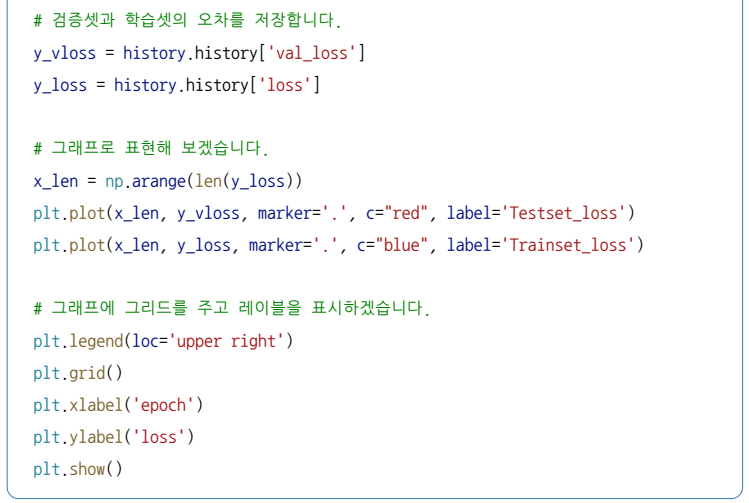 # 검증셋과 학습셋의 오차를 저장합니다.
y_vloss = history.history['val_loss']
y_loss = history.history['loss']
# 그래프로 표현해 보겠습니다.
x_len = np.arange(len(y_loss))
plt.plot(x_len, y_vloss, marker='.', c="red", label='Testset_loss')
plt.plot(x_len, y_loss, marker='.', c="blue", label='Trainset_loss')
# 그래프에 그리드를 주고 레이블을 표시하겠습니다.
plt.legend(loc='upper right')
plt.grid()
plt.xlabel('epoch')
plt.ylabel('loss')
plt.show()